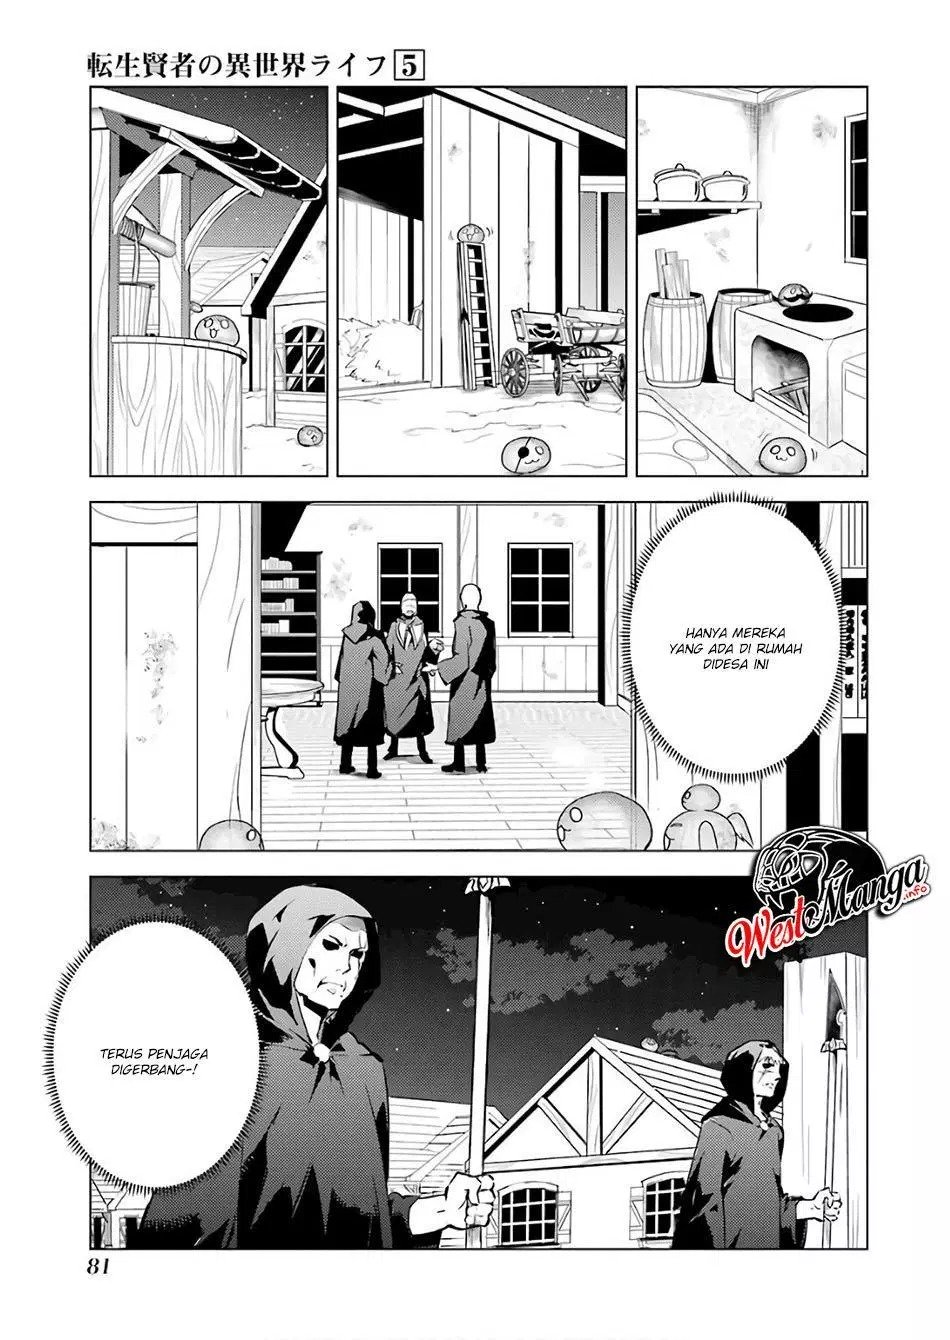 転生賢者の異世界ライフ5
HANYA MEREKA
YANG ADA DI RUMAH
DIDESA INI
WestManga
.info
TERUS PENJAGA
DIGERBANG-!
81